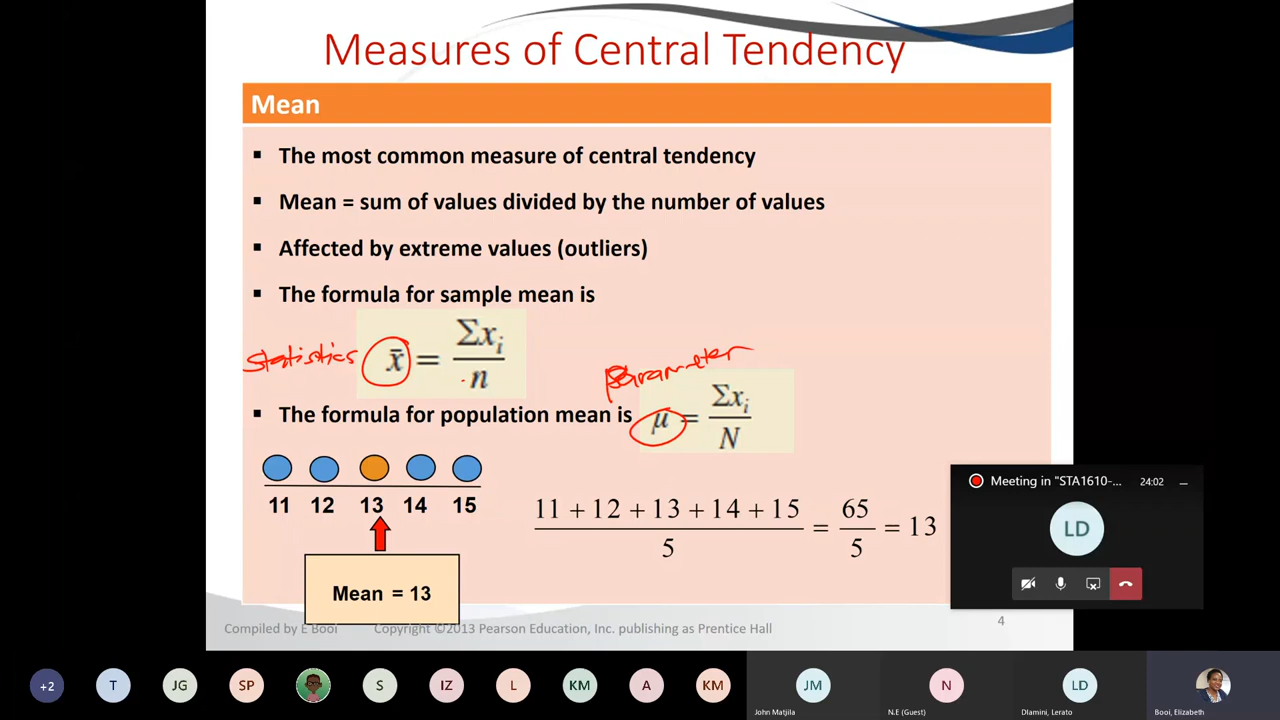 Measures of Central Tendency
Mean
▪ The most common measure of central tendency
▪ Mean = sum of values divided by the number of values
▪ Affected by extreme values (outliers)
▪ The formula for sample mean is
Statistics x̄ = Σxᵢ / n
Parameter
▪ The formula for population mean is μ = Σxᵢ / N
11 12 13 14 15
Mean = 13
11 + 12 + 13 + 14 + 15 / 5 = 65 / 5 = 13
Meeting in "STA1610-... 24:02
LD
Compiled by E Booi Copyright ©2013 Pearson Education, Inc. publishing as Prentice Hall 4
+2 T JG SP S IZ L KM A KM JM N LD
John Matjila N.E (Guest) Dlamini, Lerato Booi, Elizabeth